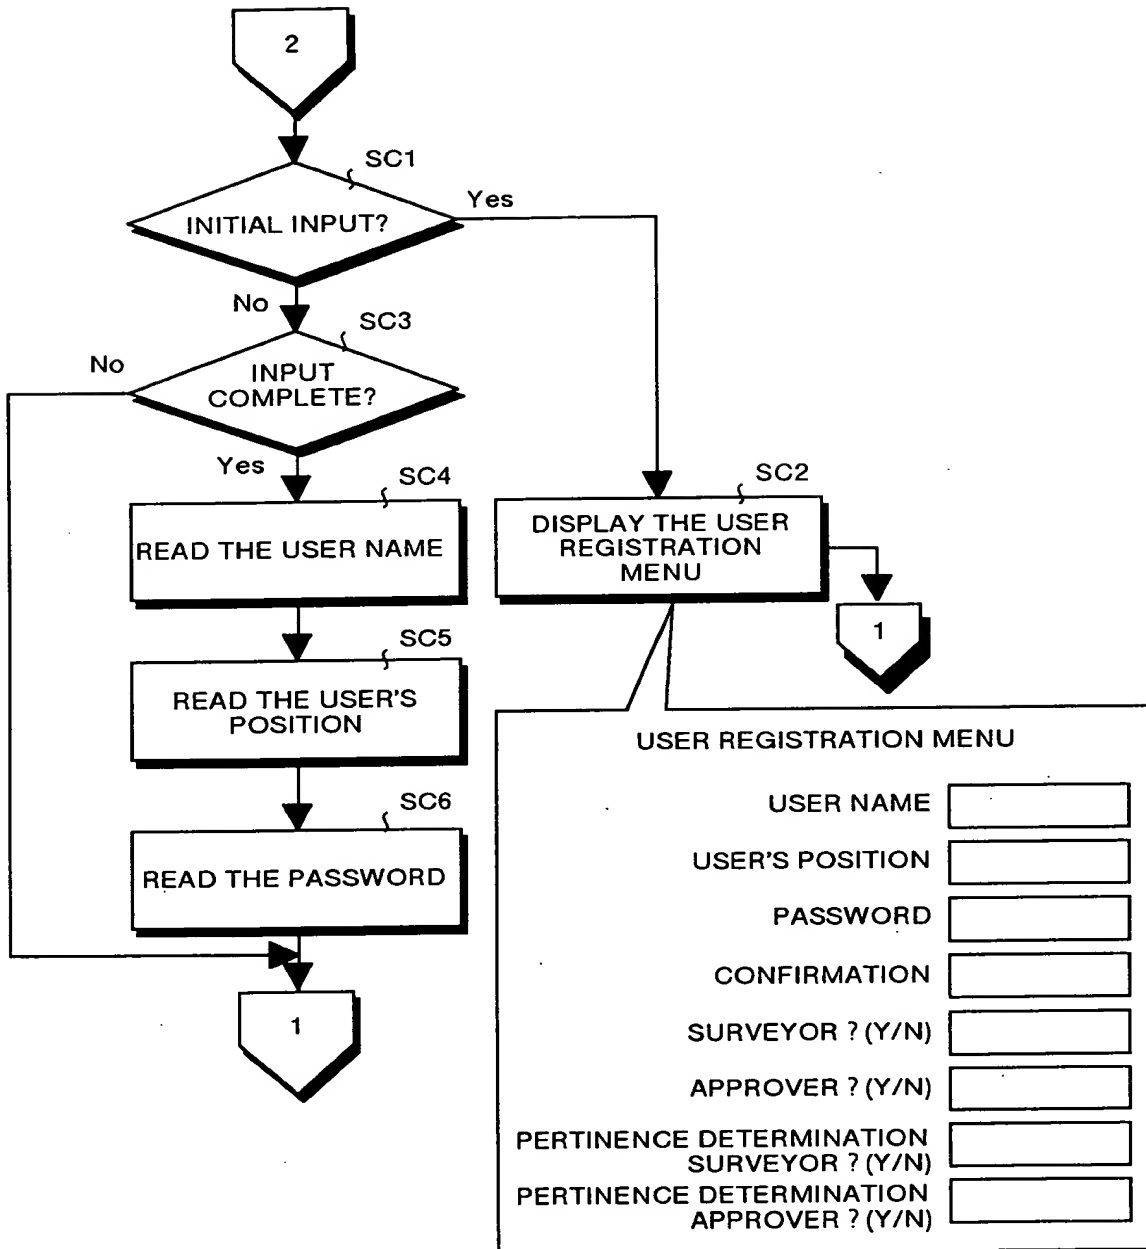 2
SC1
INITIAL INPUT?
Yes
No
SC3
INPUT
COMPLETE?
No
Yes
SC4
READ THE USER NAME
SC5
READ THE USER'S
POSITION
SC6
READ THE PASSWORD
1
SC2
DISPLAY THE USER
REGISTRATION
MENU
1
USER REGISTRATION MENU
USER NAME
USER'S POSITION
PASSWORD
CONFIRMATION
SURVEYOR ? (Y/N)
APPROVER ? (Y/N)
PERTINENCE DETERMINATION
SURVEYOR ? (Y/N)
PERTINENCE DETERMINATION
APPROVER ? (Y/N)